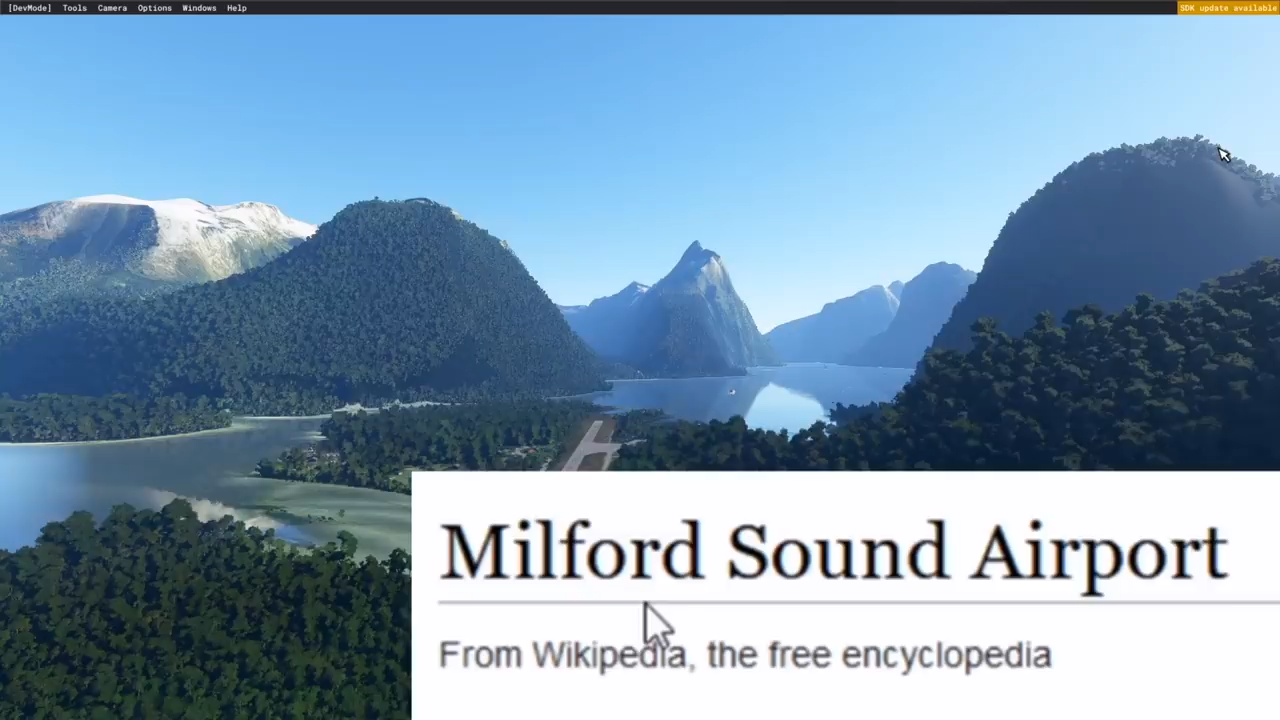 [DevMode] Tools Camera Options Windows Help
SDK update available
Milford Sound Airport
From Wikipedia, the free encyclopedia